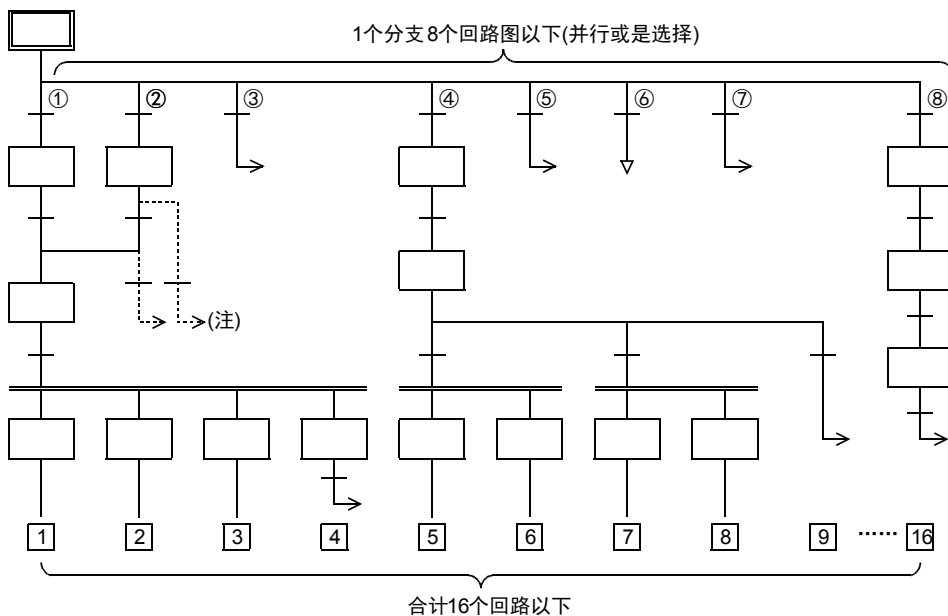 1个分支8个回路图以下(并行或是选择)
① ② ③ ④ ⑤ ⑥ ⑦ ⑧
(注)
1 2 3 4 5 6 7 8 9 ······ 16
合计16个回路以下